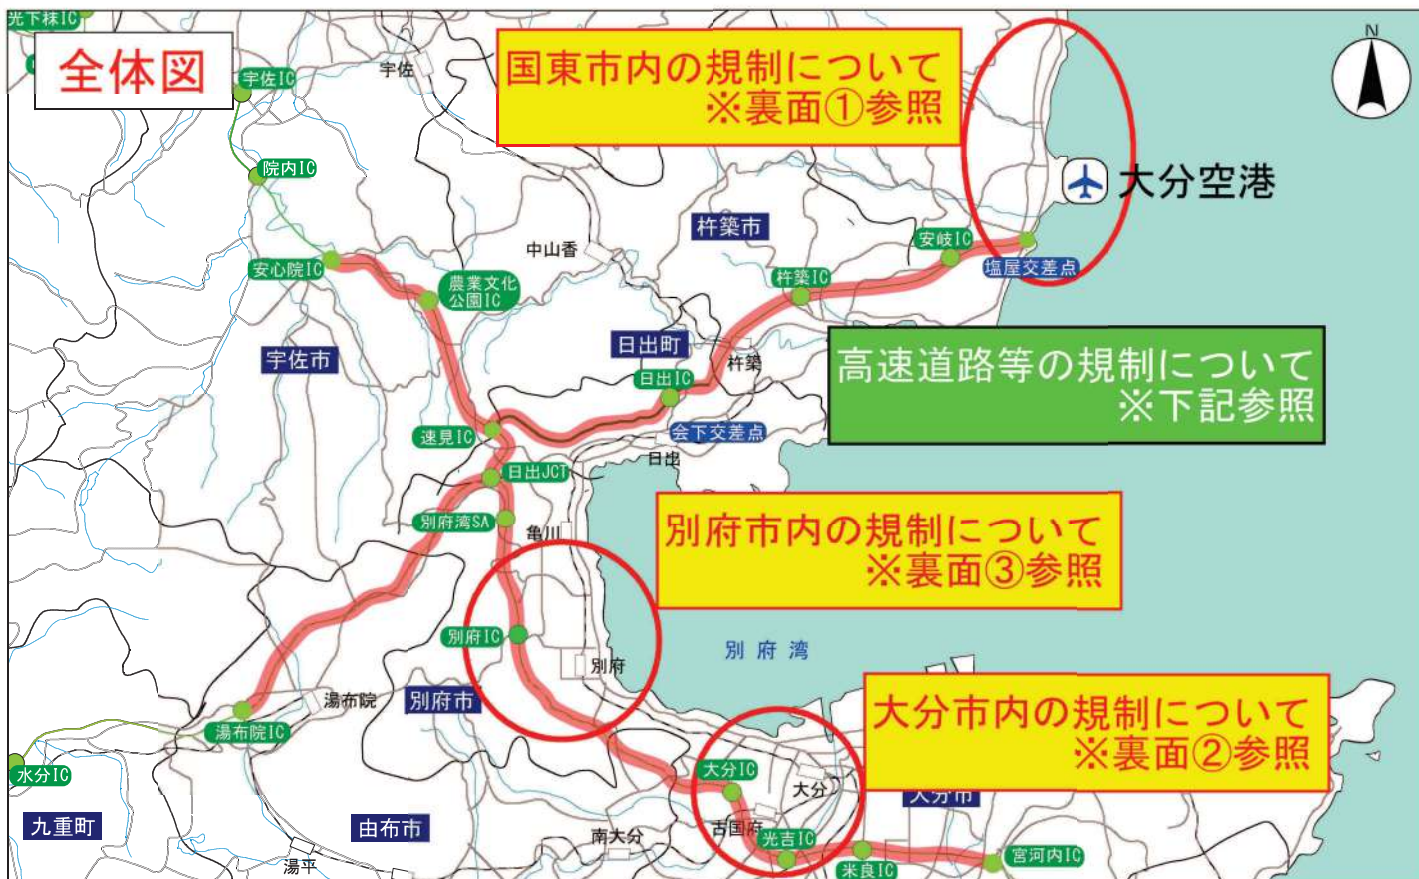 光下秣IC
全体図
宇佐
宇佐IC
国東市内の規制について
※裏面①参照
N
院内IC
大分空港
杵築市
中山香
安岐IC
塩屋交差点
安心院IC
農業文化
公園IC
杵築IC
宇佐市
日出町
杵築
高速道路等の規制について
※下記参照
日出IC
速見IC
会下交差点
日出
日出JCT
別府湾SA
亀川
別府市内の規制について
※裏面③参照
別府IC
別府湾
別府
別府市
湯布院
湯布院IC
大分市内の規制について
※裏面②参照
水分IC
大分IC
大分
大分市
九重町
由布市
南大分
古国府
光吉IC
米良IC
宮河内IC
湯平